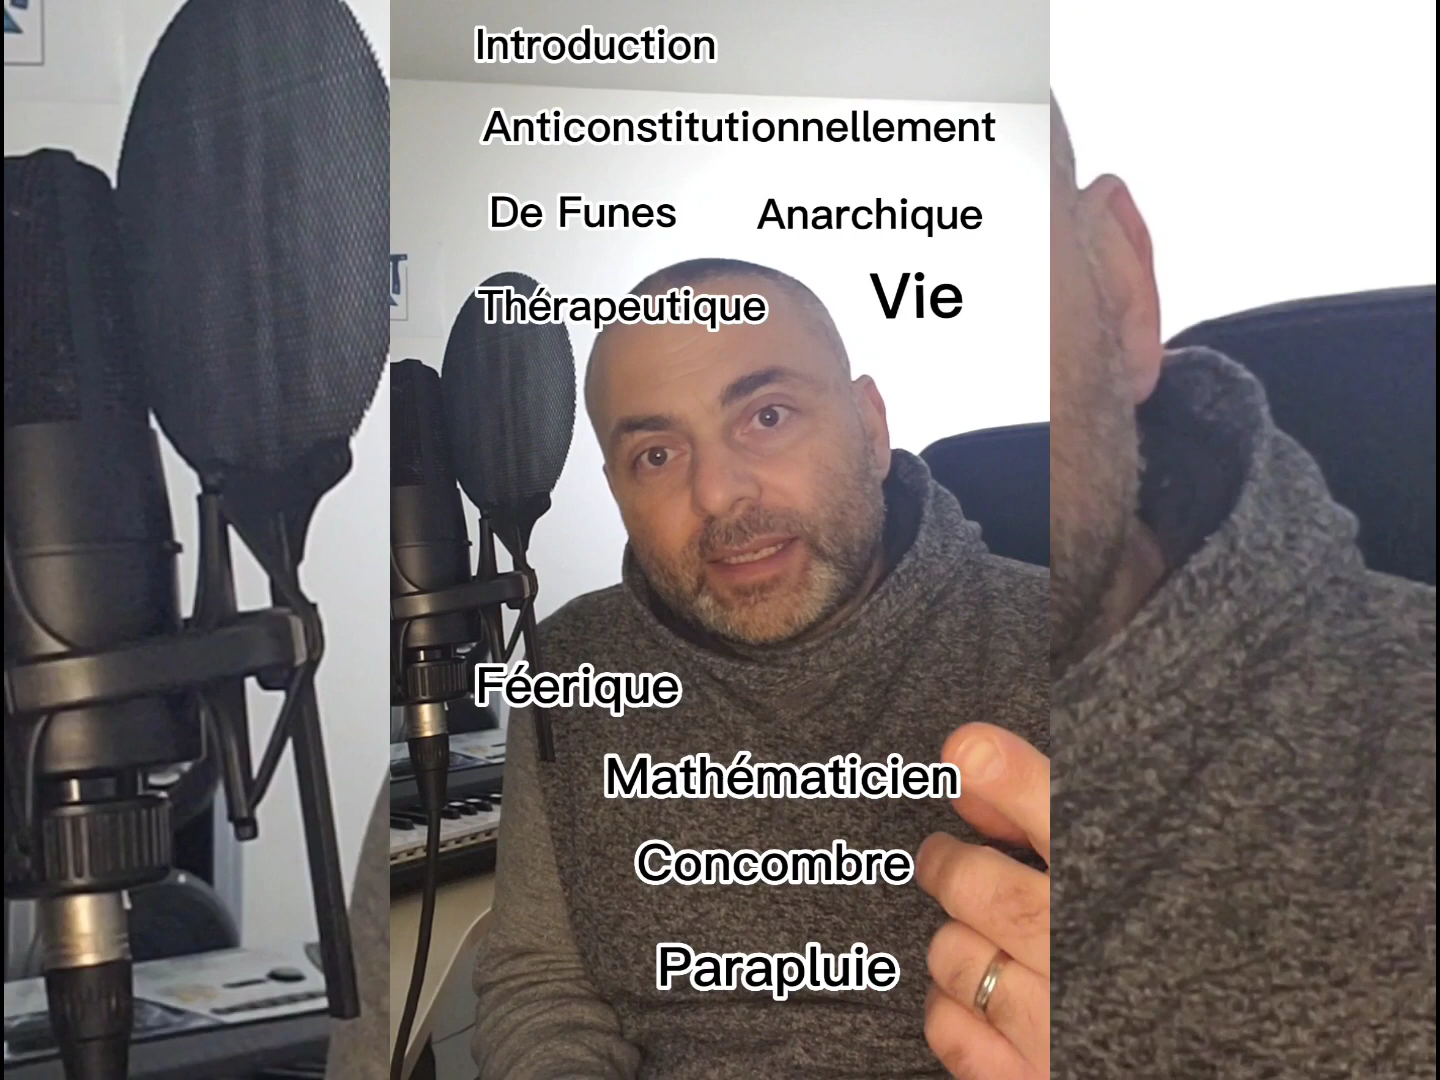 Introduction
Anticonstitutionnellement
De Funes Anarchique
Thérapeutique Vie
Féerique
Mathématicien
Concombre
Parapluie